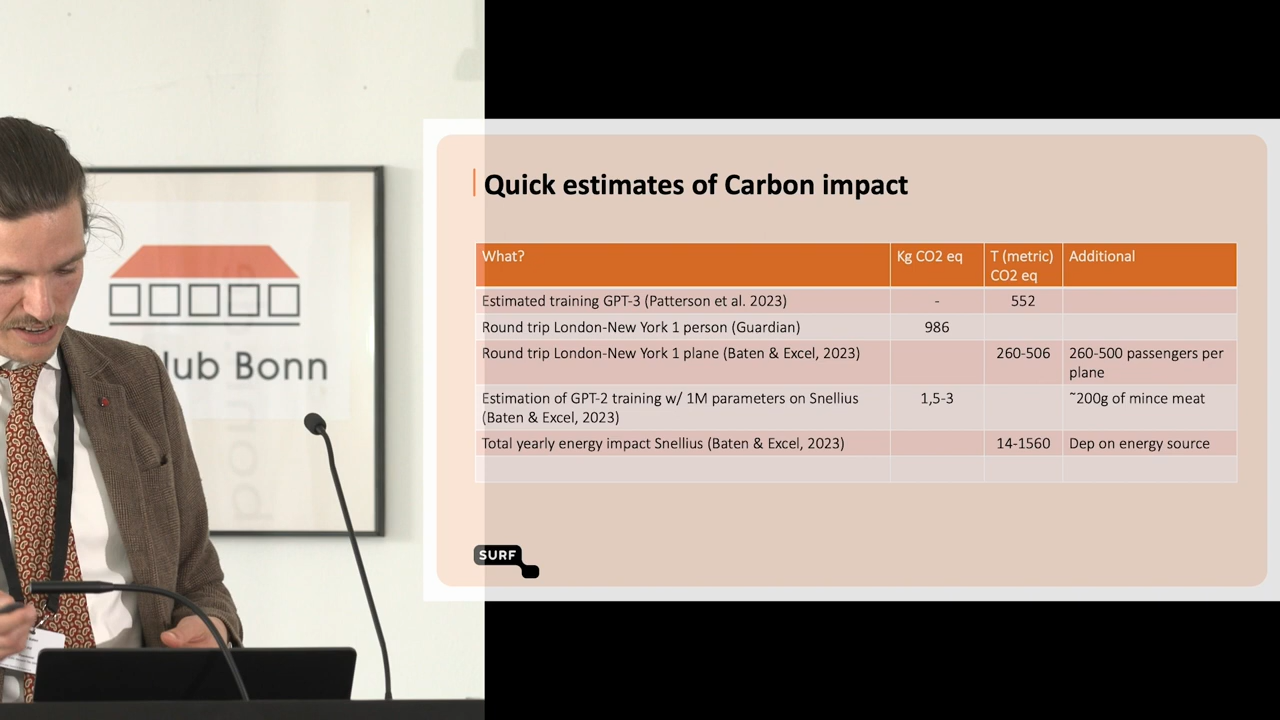 lub Bonn
Quick estimates of Carbon impact
What?
Kg CO2 eq
T (metric)
CO2 eq
Additional
Estimated training GPT-3 (Patterson et al. 2023)
-
552
Round trip London-New York 1 person (Guardian)
986
Round trip London-New York 1 plane (Baten & Excel, 2023)
260-506
260-500 passengers per
plane
Estimation of GPT-2 training w/ 1M parameters on Snellius
(Baten & Excel, 2023)
1,5-3
~200g of mince meat
Total yearly energy impact Snellius (Baten & Excel, 2023)
14-1560
Dep on energy source
SURF